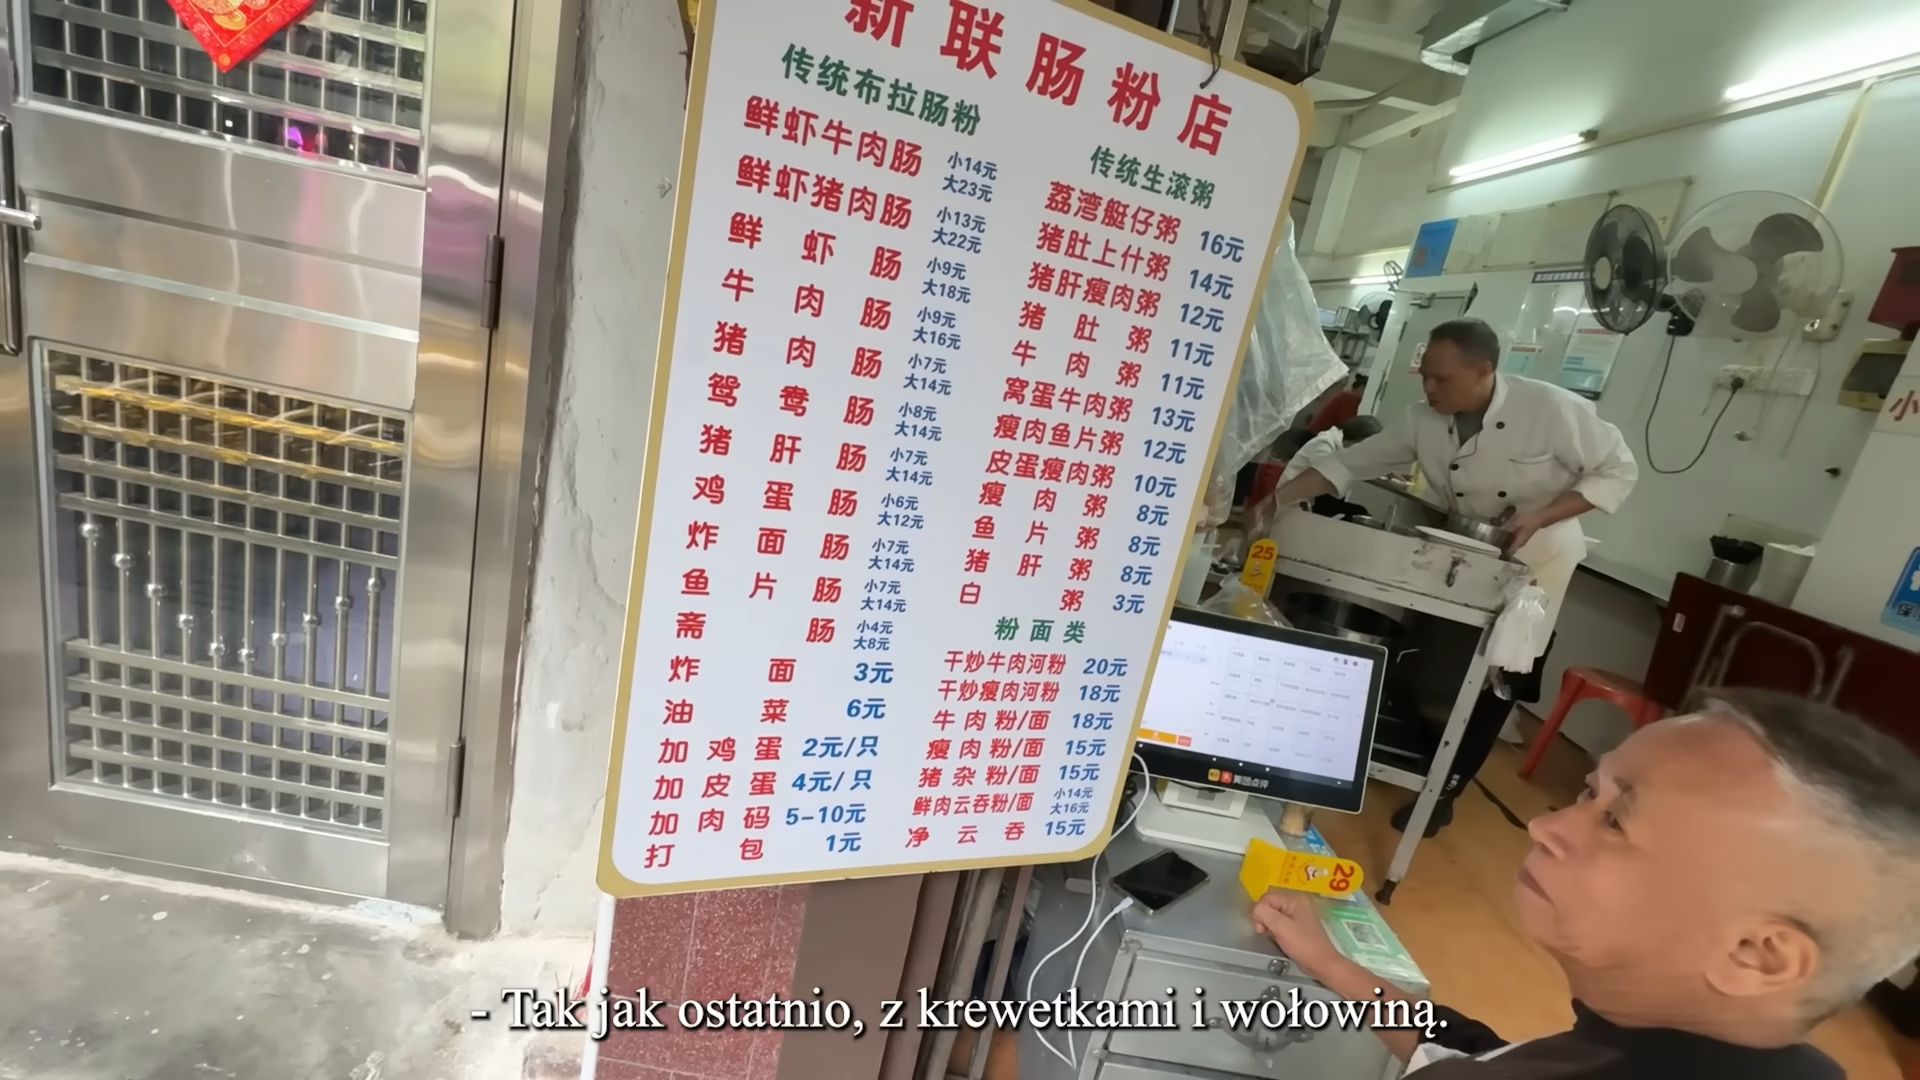 新联肠粉店
传统布拉肠粉
鲜虾牛肉肠 小14元 大23元
鲜虾猪肉肠 小13元 大22元
鲜虾肠 小9元 大18元
牛肉肠 小9元 大16元
猪肉肠 小7元 大14元
鸳鸯肠 小8元 大14元
猪肝肠 小7元 大14元
鸡蛋肠 小6元 大12元
炸面肠 小7元 大14元
鱼片肠 小7元 大14元
斋肠 小4元 大8元
炸面 3元
油菜 6元
加鸡蛋 2元/只
加皮蛋 4元/只
加肉码 5-10元
打包 1元
传统生滚粥
荔湾艇仔粥 16元
猪肚上什粥 14元
猪肝瘦肉粥 12元
猪肚粥 11元
牛肉粥 11元
窝蛋牛肉粥 13元
瘦肉鱼片粥 12元
皮蛋瘦肉粥 10元
瘦肉粥 8元
鱼片粥 8元
猪肝粥 8元
白粥 3元
粉面类
干炒牛肉河粉 20元
干炒瘦肉河粉 18元
牛肉粉/面 18元
瘦肉粉/面 15元
猪杂粉/面 15元
鲜肉云吞粉/面 小14元 大16元
净云吞 15元
25
美团点评
29
小
- Tak jak ostatnio, z krewetkami i wołowiną.